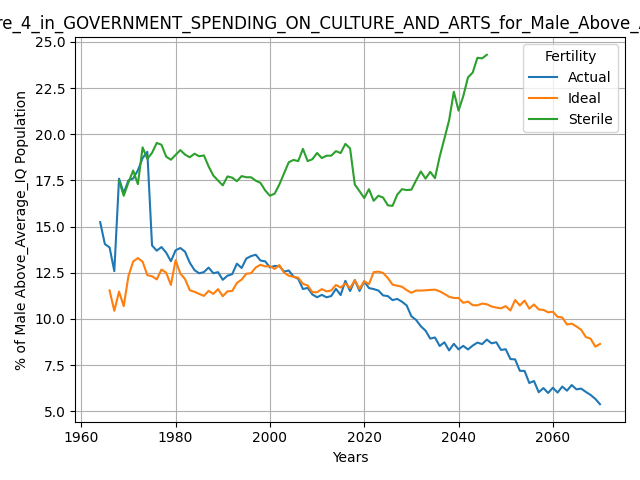 re_4_in_GOVERNMENT_SPENDING_ON_CULTURE_AND_ARTS_for_Male_Above_A
25.0
22.5
20.0
17.5
15.0
12.5
10.0
7.5
5.0
% of Male Above_Average_IQ Population
Fertility
Actual
Ideal
Sterile
1960
1980
2000
2020
2040
2060
Years